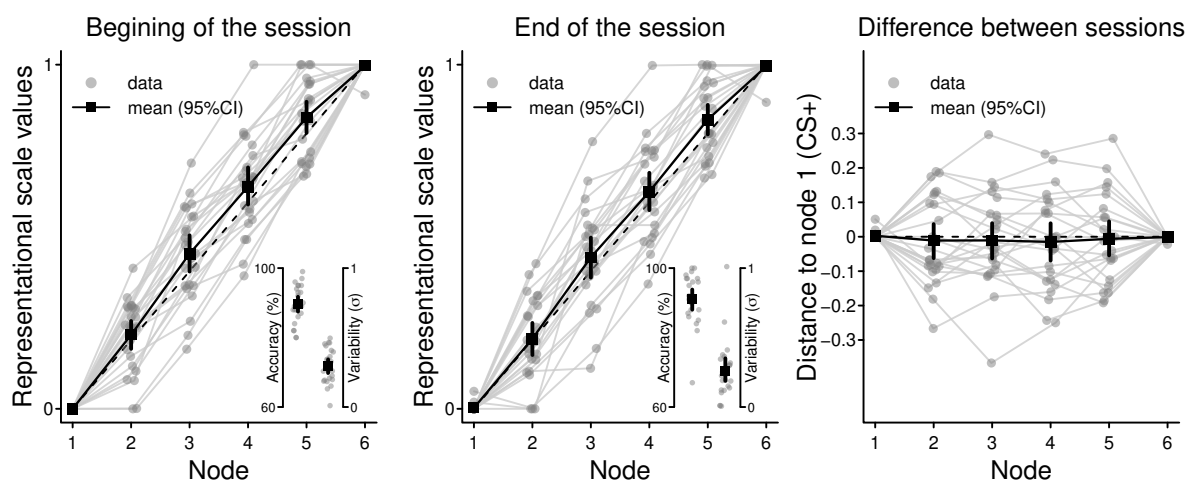 Begining of the session
Representational scale values
1
0
data
mean (95%CI)
100
60
Accuracy (%)
1
0
Variability (σ)
1 2 3 4 5 6
Node
End of the session
Representational scale values
1
0
data
mean (95%CI)
100
60
Accuracy (%)
1
0
Variability (σ)
1 2 3 4 5 6
Node
Difference between sessions
Distance to node 1 (CS+)
0.3
0.2
0.1
0
−0.1
−0.2
−0.3
data
mean (95%CI)
1 2 3 4 5 6
Node